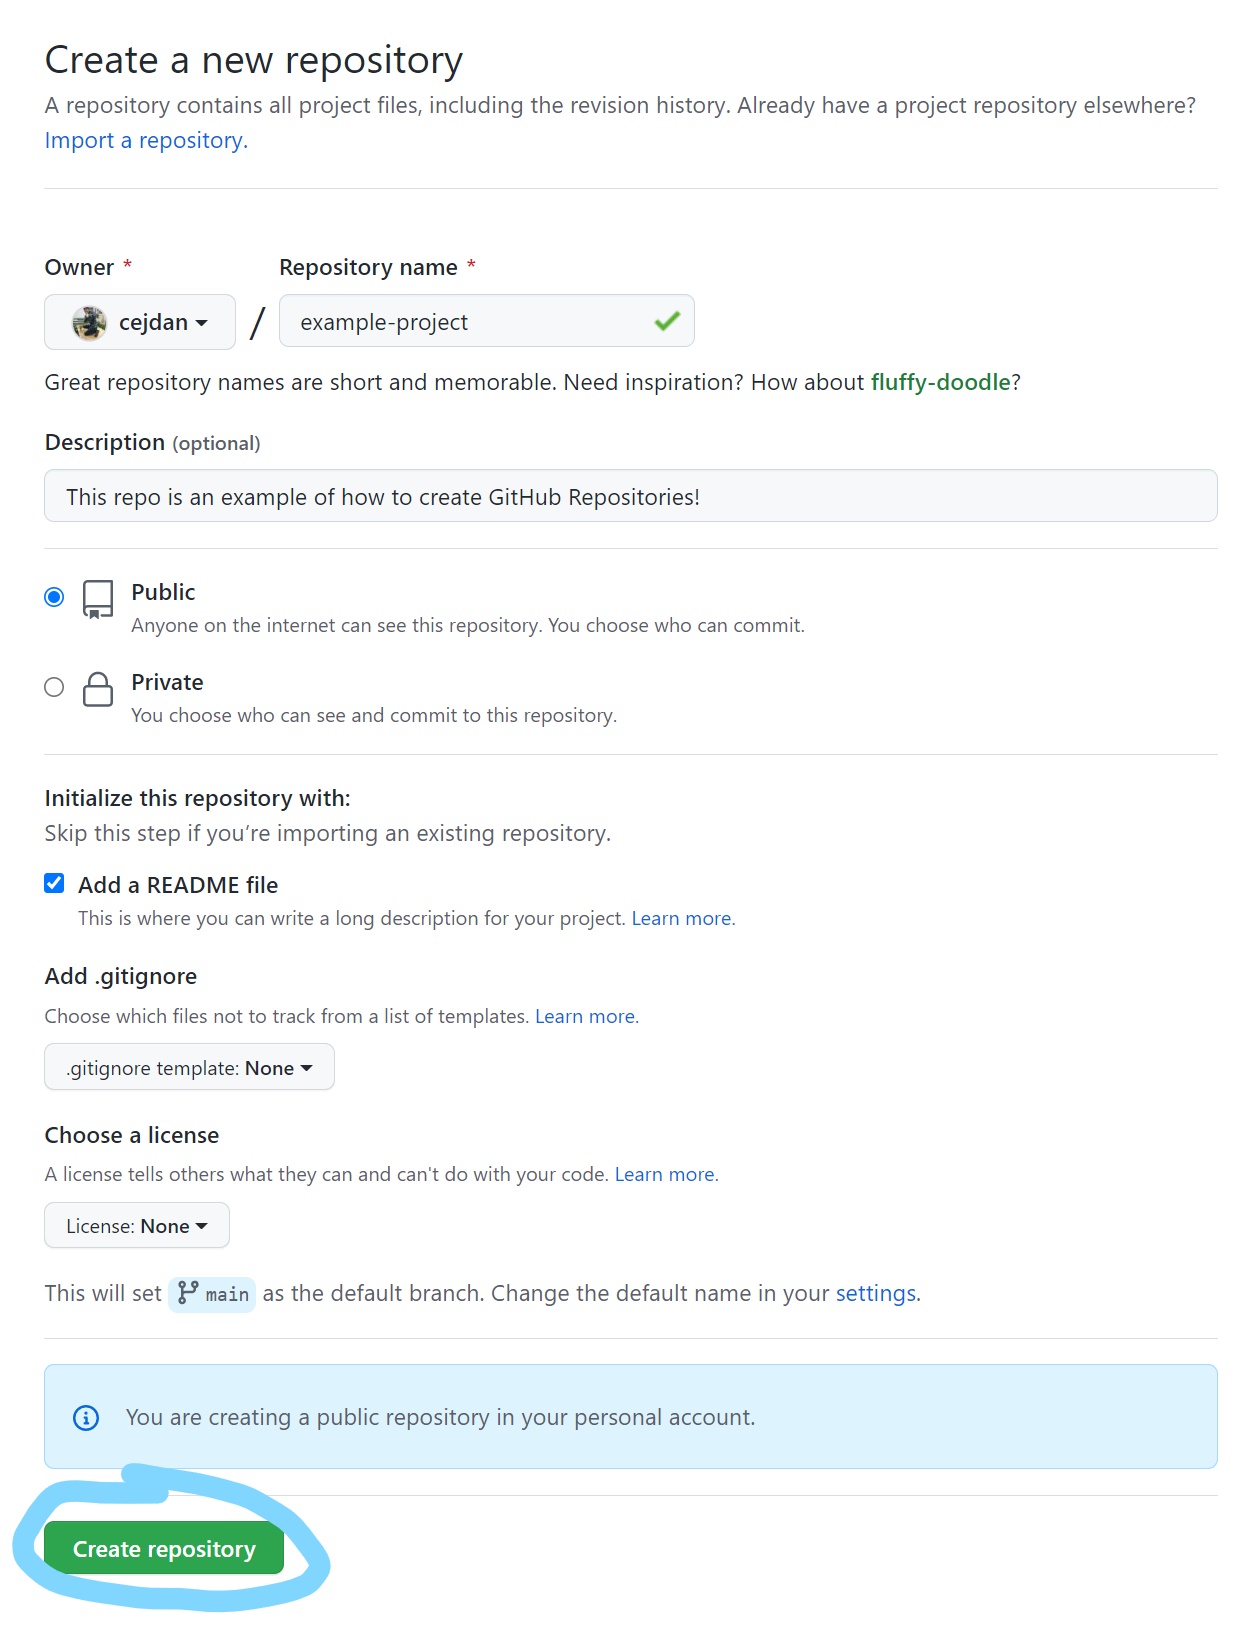 Create a new repository
A repository contains all project files, including the revision history. Already have a project repository elsewhere?
Import a repository.
Owner * Repository name *
cejdan / example-project
Great repository names are short and memorable. Need inspiration? How about fluffy-doodle?
Description (optional)
This repo is an example of how to create GitHub Repositories!
Public
Anyone on the internet can see this repository. You choose who can commit.
Private
You choose who can see and commit to this repository.
Initialize this repository with:
Skip this step if you’re importing an existing repository.
Add a README file
This is where you can write a long description for your project. Learn more.
Add .gitignore
Choose which files not to track from a list of templates. Learn more.
.gitignore template: None
Choose a license
A license tells others what they can and can't do with your code. Learn more.
License: None
This will set main as the default branch. Change the default name in your settings.
You are creating a public repository in your personal account.
Create repository